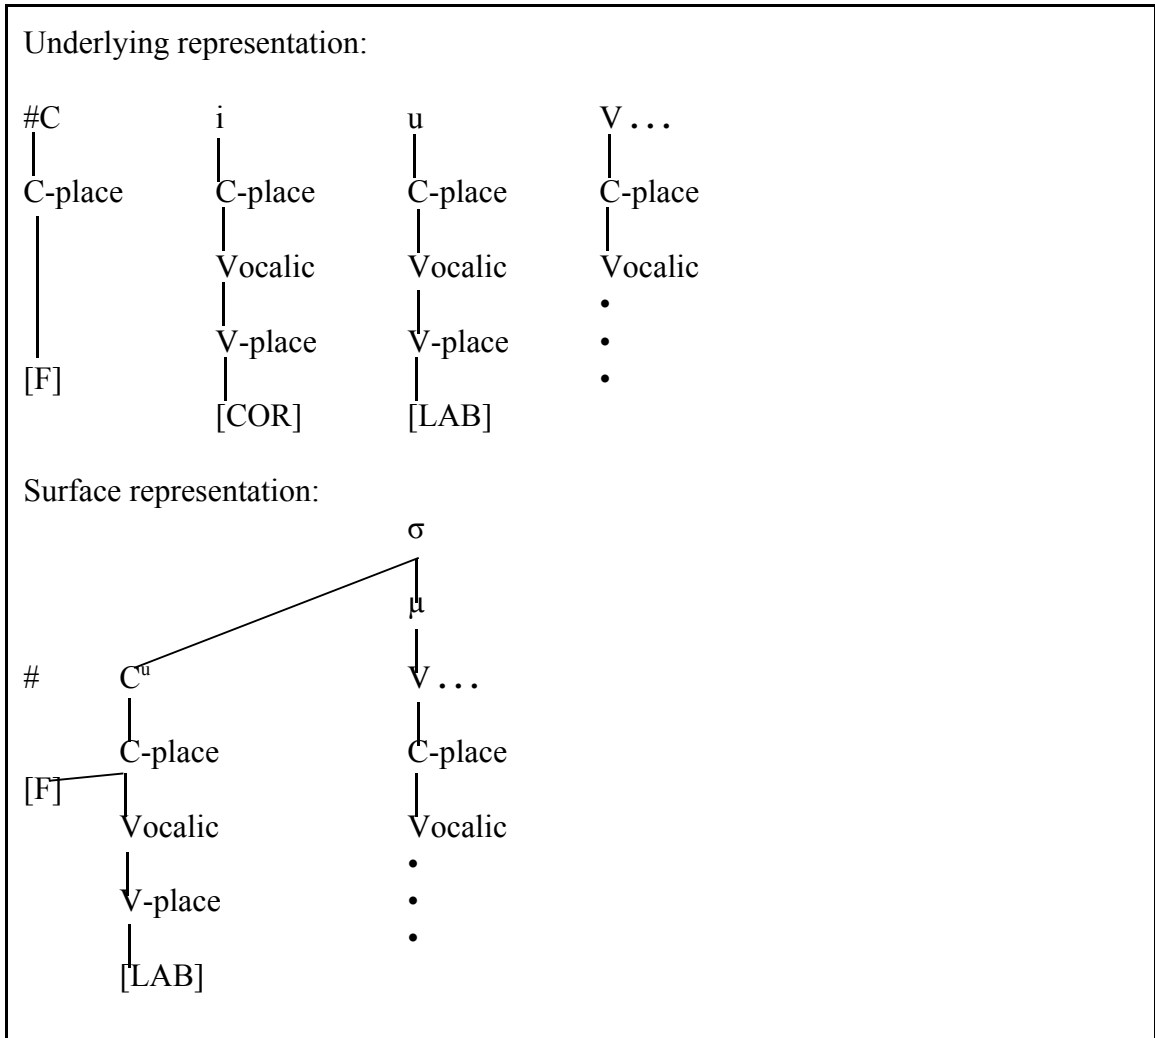 Underlying representation:
#C i u V . . .
C-place C-place C-place C-place
Vocalic Vocalic Vocalic
•
V-place V-place •
[F] •
[COR] [LAB]
Surface representation:
σ
μ
# Cᵘ V . . .
C-place C-place
[F]
Vocalic Vocalic
•
V-place •
•
[LAB]